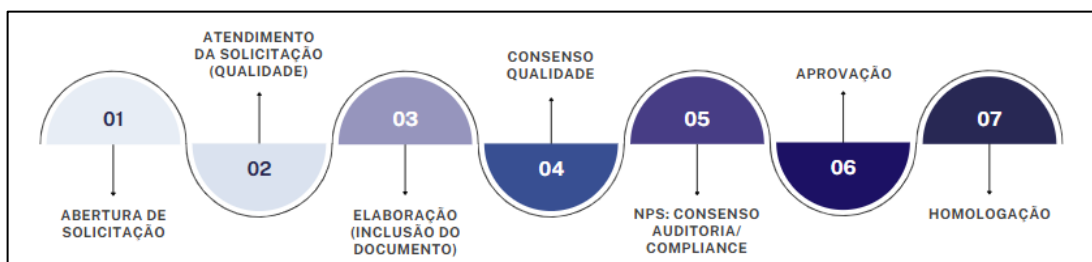 01
ABERTURA DE
SOLICITAÇÃO
ATENDIMENTO
DA SOLICITAÇÃO
(QUALIDADE)
02
03
ELABORAÇÃO
(INCLUSÃO DO
DOCUMENTO)
CONSENSO
QUALIDADE
04
05
NPS: CONSENSO
AUDITORIA/
COMPLIANCE
APROVAÇÃO
06
07
HOMOLOGAÇÃO